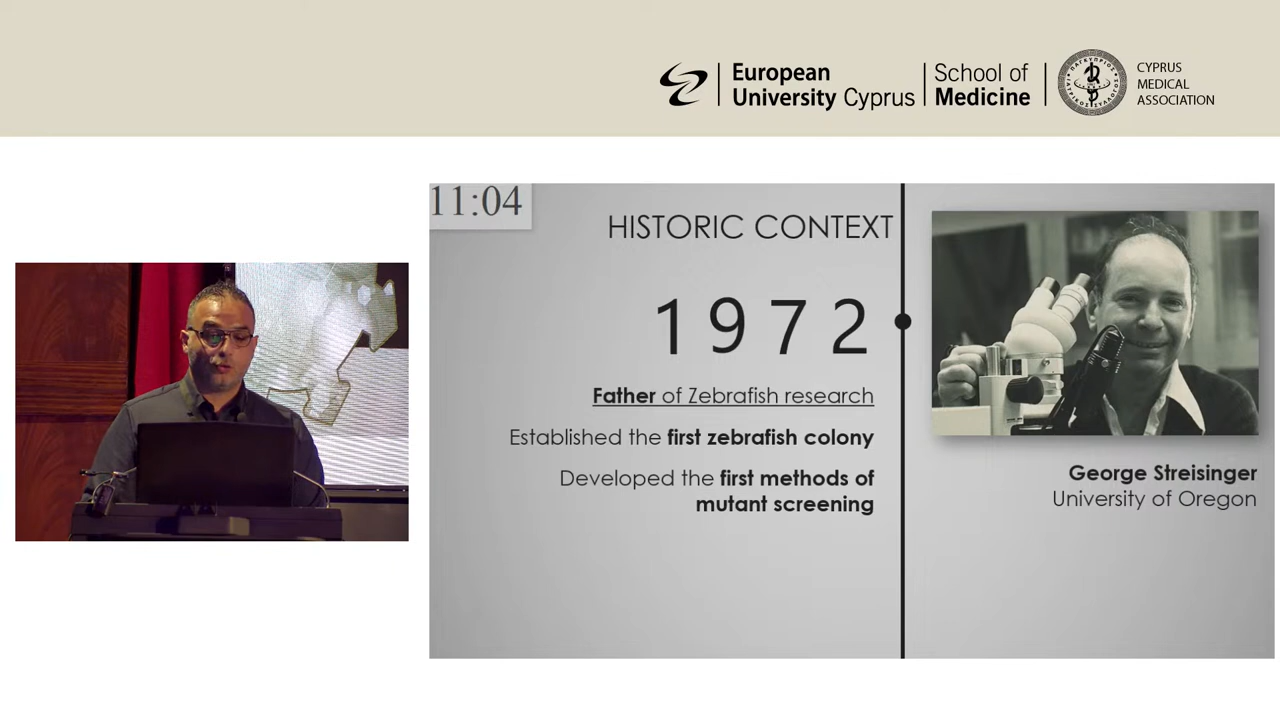 European
University Cyprus
School of
Medicine
CYPRUS
MEDICAL
ASSOCIATION
11:04
HISTORIC CONTEXT
1972
Father of Zebrafish research
Established the first zebrafish colony
Developed the first methods of
mutant screening
George Streisinger
University of Oregon